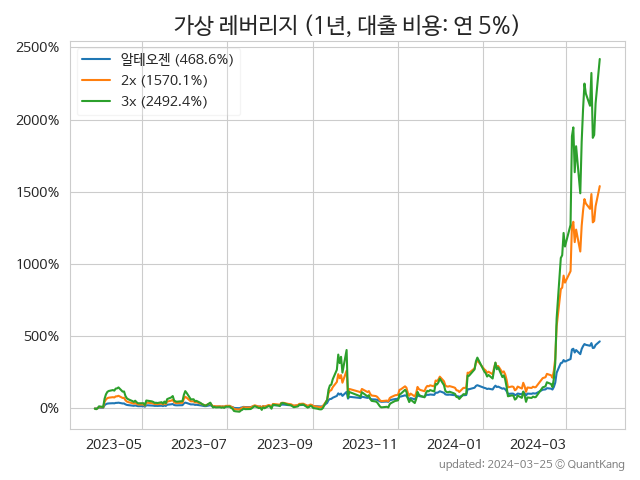 가상 레버리지 (1년, 대출 비용: 연 5%)
알테오젠 (468.6%)
2x (1570.1%)
3x (2492.4%)
2500%
2000%
1500%
1000%
500%
0%
2023-05 2023-07 2023-09 2023-11 2024-01 2024-03
updated: 2024-03-25 © QuantKang